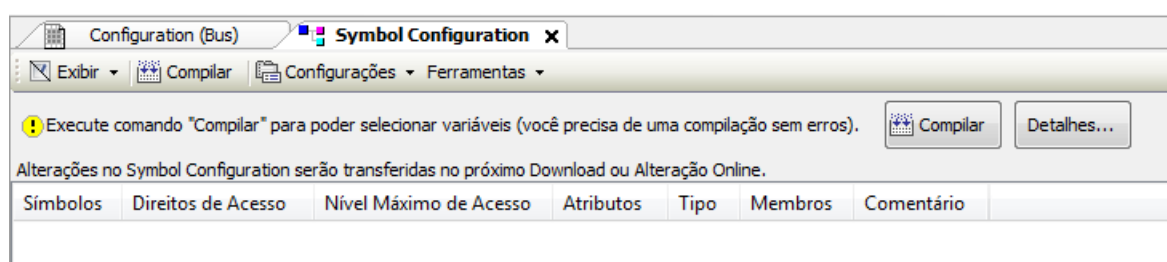 Configuration (Bus) Symbol Configuration x
Exibir Compilar Configurações Ferramentas
Execute comando "Compilar" para poder selecionar variáveis (você precisa de uma compilação sem erros). Compilar Detalhes...
Alterações no Symbol Configuration serão transferidas no próximo Download ou Alteração Online.
Símbolos Direitos de Acesso Nível Máximo de Acesso Atributos Tipo Membros Comentário